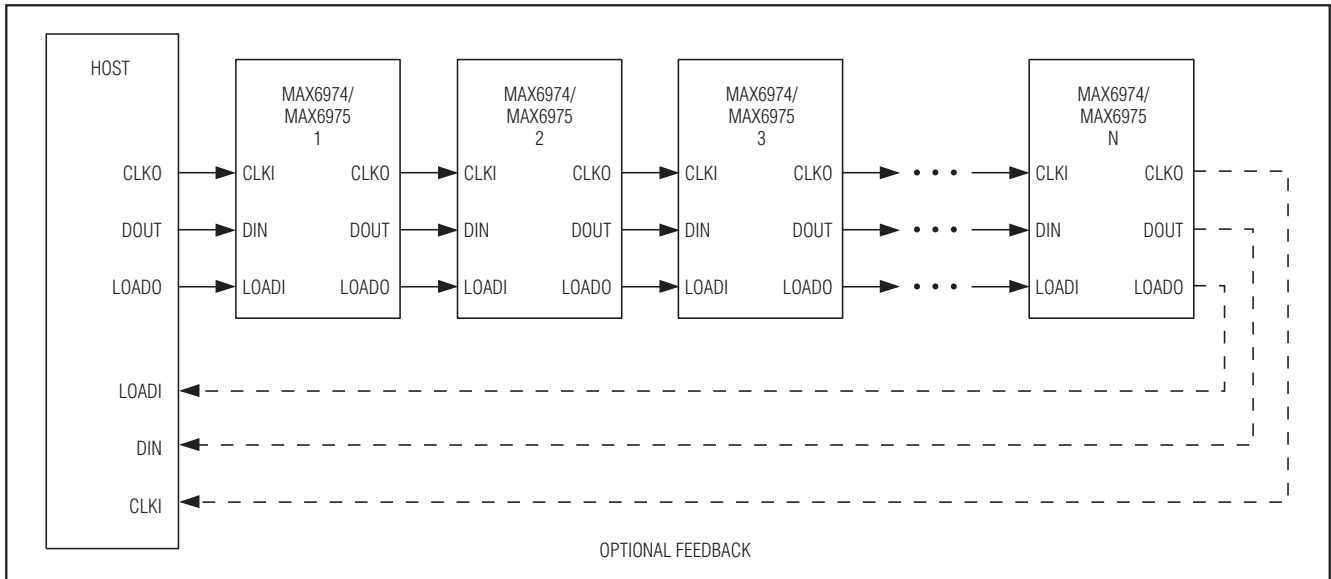 HOST
MAX6974/
MAX6975
1
MAX6974/
MAX6975
2
MAX6974/
MAX6975
3
MAX6974/
MAX6975
N
CLKO CLKI CLKO CLKI CLKO CLKI CLKO • • • CLKI CLKO
DOUT DIN DOUT DIN DOUT DIN DOUT • • • DIN DOUT
LOADO LOADI LOADO LOADI LOADO LOADI LOADO • • • LOADI LOADO
LOADI
DIN
CLKI
OPTIONAL FEEDBACK